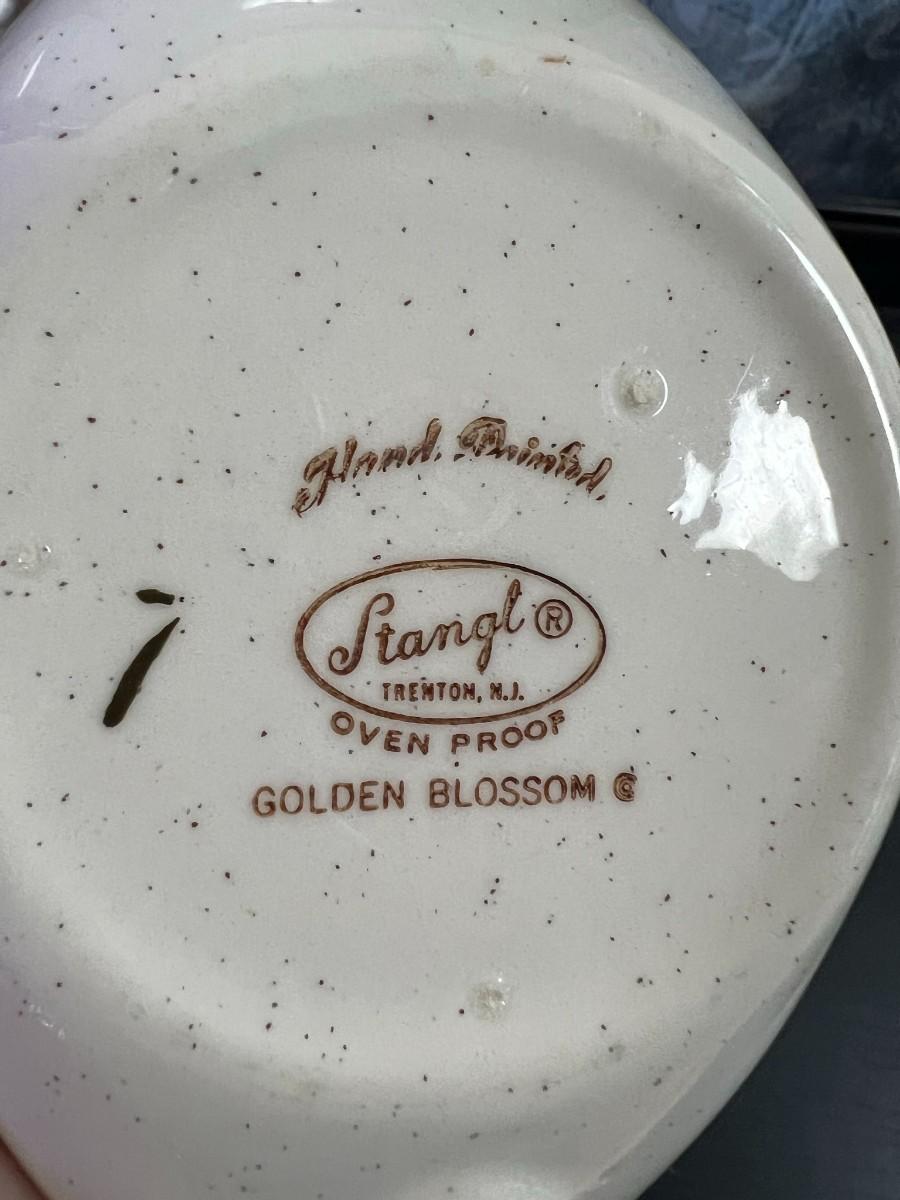 Hand Painted
Stangl ®
TRENTON, N.J.
OVEN PROOF
GOLDEN BLOSSOM ©